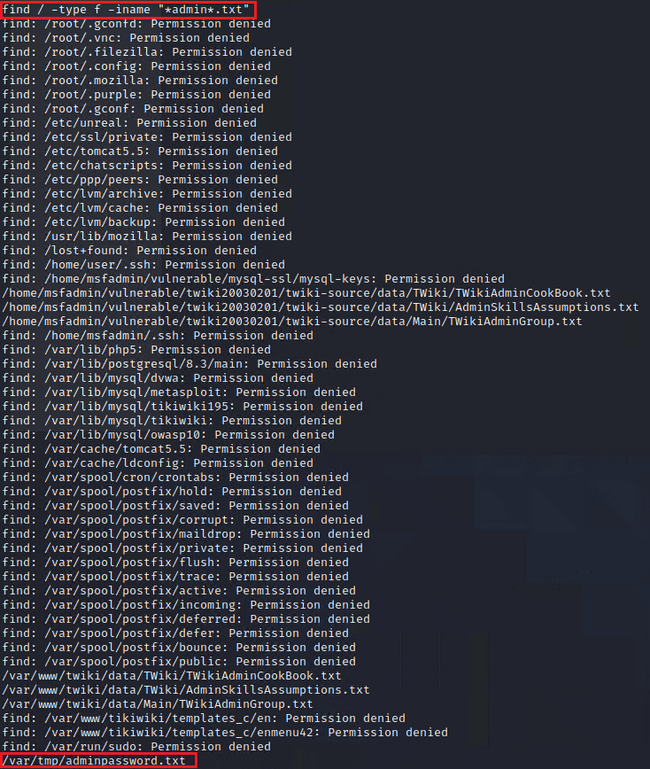 find / -type f -iname "*admin*.txt"
find: /root/.gconfd: Permission denied
find: /root/.vnc: Permission denied
find: /root/.filezilla: Permission denied
find: /root/.config: Permission denied
find: /root/.mozilla: Permission denied
find: /root/.purple: Permission denied
find: /root/.gconf: Permission denied
find: /etc/unreal: Permission denied
find: /etc/ssl/private: Permission denied
find: /etc/tomcat5.5: Permission denied
find: /etc/chatscripts: Permission denied
find: /etc/ppp/peers: Permission denied
find: /etc/lvm/archive: Permission denied
find: /etc/lvm/cache: Permission denied
find: /etc/lvm/backup: Permission denied
find: /usr/lib/mozilla: Permission denied
find: /lost+found: Permission denied
find: /home/user/.ssh: Permission denied
find: /home/msfadmin/vulnerable/mysql-ssl/mysql-keys: Permission denied
/home/msfadmin/vulnerable/twiki20030201/twiki-source/data/TWiki/TWikiAdminCookBook.txt
/home/msfadmin/vulnerable/twiki20030201/twiki-source/data/TWiki/AdminSkillsAssumptions.txt
/home/msfadmin/vulnerable/twiki20030201/twiki-source/data/Main/TWikiAdminGroup.txt
find: /home/msfadmin/.ssh: Permission denied
find: /var/lib/php5: Permission denied
find: /var/lib/postgresql/8.3/main: Permission denied
find: /var/lib/mysql/dvwa: Permission denied
find: /var/lib/mysql/metasploit: Permission denied
find: /var/lib/mysql/tikiwiki195: Permission denied
find: /var/lib/mysql/tikiwiki: Permission denied
find: /var/lib/mysql/owasp10: Permission denied
find: /var/cache/tomcat5.5: Permission denied
find: /var/cache/ldconfig: Permission denied
find: /var/spool/cron/crontabs: Permission denied
find: /var/spool/postfix/hold: Permission denied
find: /var/spool/postfix/saved: Permission denied
find: /var/spool/postfix/corrupt: Permission denied
find: /var/spool/postfix/maildrop: Permission denied
find: /var/spool/postfix/private: Permission denied
find: /var/spool/postfix/flush: Permission denied
find: /var/spool/postfix/trace: Permission denied
find: /var/spool/postfix/active: Permission denied
find: /var/spool/postfix/incoming: Permission denied
find: /var/spool/postfix/deferred: Permission denied
find: /var/spool/postfix/defer: Permission denied
find: /var/spool/postfix/bounce: Permission denied
find: /var/spool/postfix/public: Permission denied
/var/www/twiki/data/TWiki/TWikiAdminCookBook.txt
/var/www/twiki/data/TWiki/AdminSkillsAssumptions.txt
/var/www/twiki/data/Main/TWikiAdminGroup.txt
find: /var/www/tikiwiki/templates_c/en: Permission denied
find: /var/www/tikiwiki/templates_c/enmenu42: Permission denied
find: /var/run/sudo: Permission denied
/var/tmp/adminpassword.txt